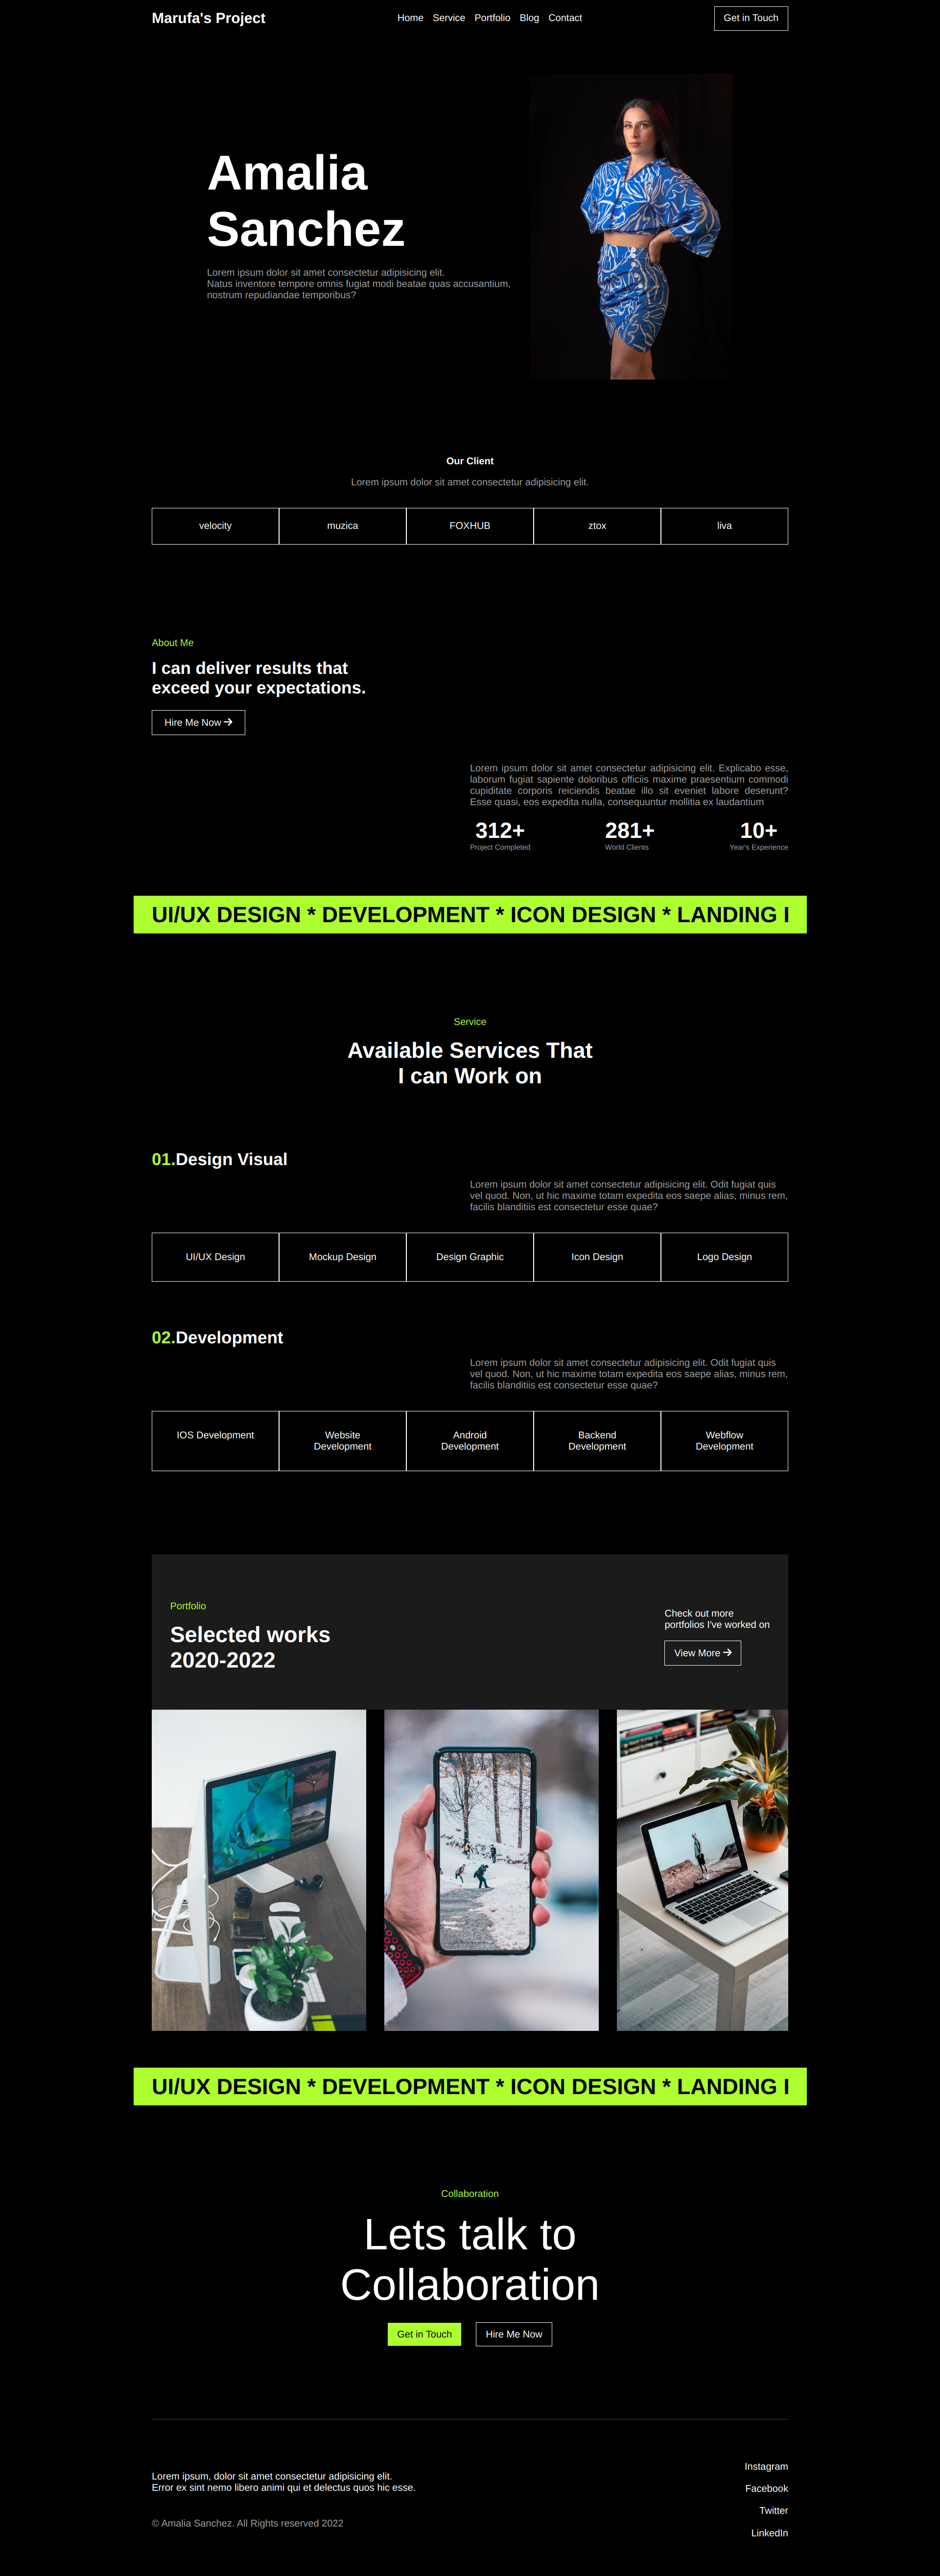 Marufa's Project
Home Service Portfolio Blog Contact
Get in Touch
Amalia
Sanchez
Lorem ipsum dolor sit amet consectetur adipisicing elit.
Natus inventore tempore omnis fugiat modi beatae quas accusantium,
nostrum repudiandae temporibus?
Our Client
Lorem ipsum dolor sit amet consectetur adipisicing elit.
velocity
muzica
FOXHUB
ztox
liva
About Me
I can deliver results that
exceed your expectations.
Hire Me Now
Lorem ipsum dolor sit amet consectetur adipisicing elit. Explicabo esse,
laborum fugiat sapiente doloribus officiis maxime praesentium commodi
cupiditate corporis reiciendis beatae illo sit eveniet labore deserunt?
Esse quasi, eos expedita nulla, consequuntur mollitia ex laudantium
312+
Project Completed
281+
World Clients
10+
Year's Experience
UI/UX DESIGN * DEVELOPMENT * ICON DESIGN * LANDING
Service
Available Services That
I can Work on
01.Design Visual
Lorem ipsum dolor sit amet consectetur adipisicing elit. Odit fugiat quis
vel quod. Non, ut hic maxime totam expedita eos saepe alias, minus rem,
facilis blanditiis est consectetur esse quae?
UI/UX Design
Mockup Design
Design Graphic
Icon Design
Logo Design
02.Development
Lorem ipsum dolor sit amet consectetur adipisicing elit. Odit fugiat quis
vel quod. Non, ut hic maxime totam expedita eos saepe alias, minus rem,
facilis blanditiis est consectetur esse quae?
IOS Development
Website
Development
Android
Development
Backend
Development
Webflow
Development
Portfolio
Selected works
2020-2022
Check out more
portfolios I've worked on
View More
UI/UX DESIGN * DEVELOPMENT * ICON DESIGN * LANDING
Collaboration
Lets talk to
Collaboration
Get in Touch
Hire Me Now
Lorem ipsum, dolor sit amet consectetur adipisicing elit.
Error ex sint nemo libero animi qui et delectus quos hic esse.
© Amalia Sanchez. All Rights reserved 2022
Instagram
Facebook
Twitter
LinkedIn